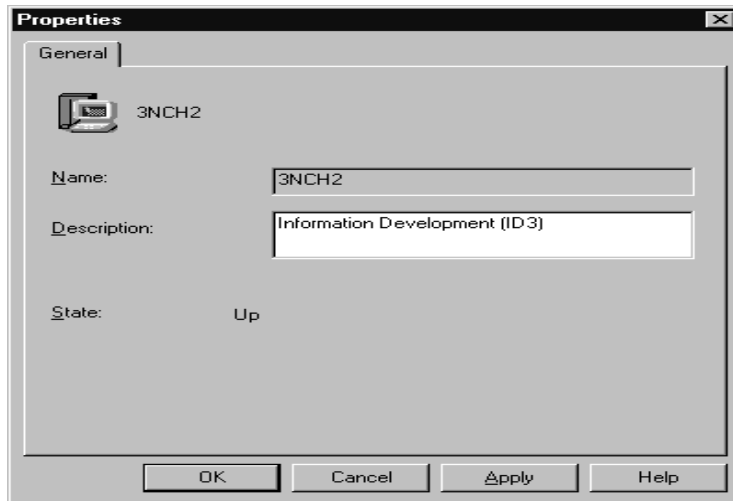 Properties
General
3NCH2
Name: 3NCH2
Description: Information Development (ID3)
State: Up
OK Cancel Apply Help